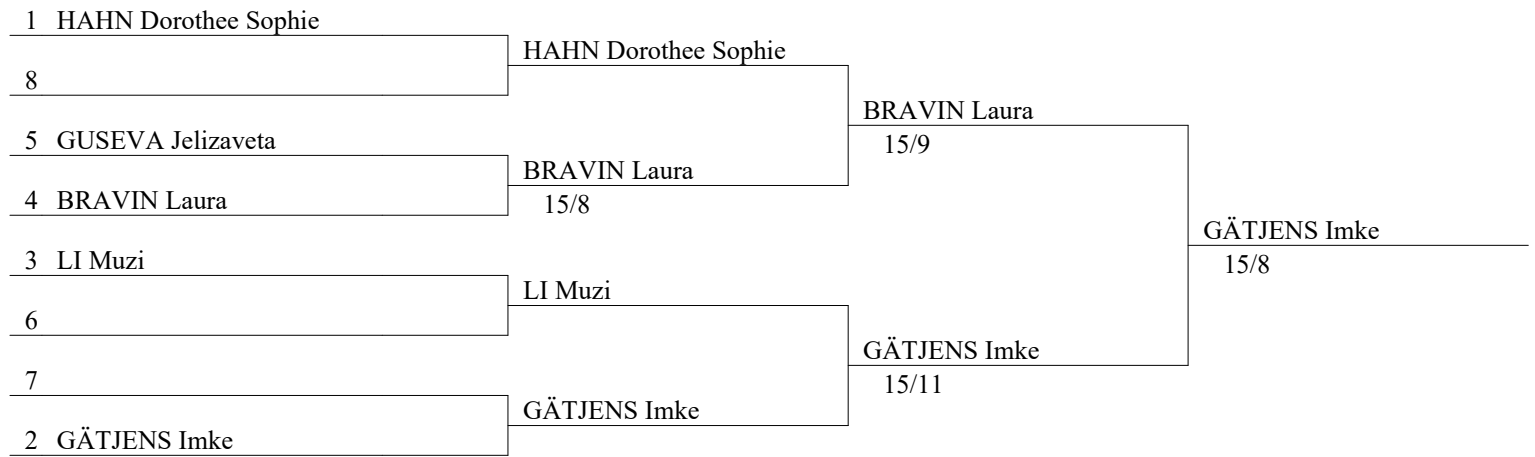 1 HAHN Dorothee Sophie
8
5 GUSEVA Jelizaveta
4 BRAVIN Laura
3 LI Muzi
6
7
2 GÄTJENS Imke
HAHN Dorothee Sophie
BRAVIN Laura
15/8
LI Muzi
GÄTJENS Imke
BRAVIN Laura
15/9
GÄTJENS Imke
15/11
GÄTJENS Imke
15/8